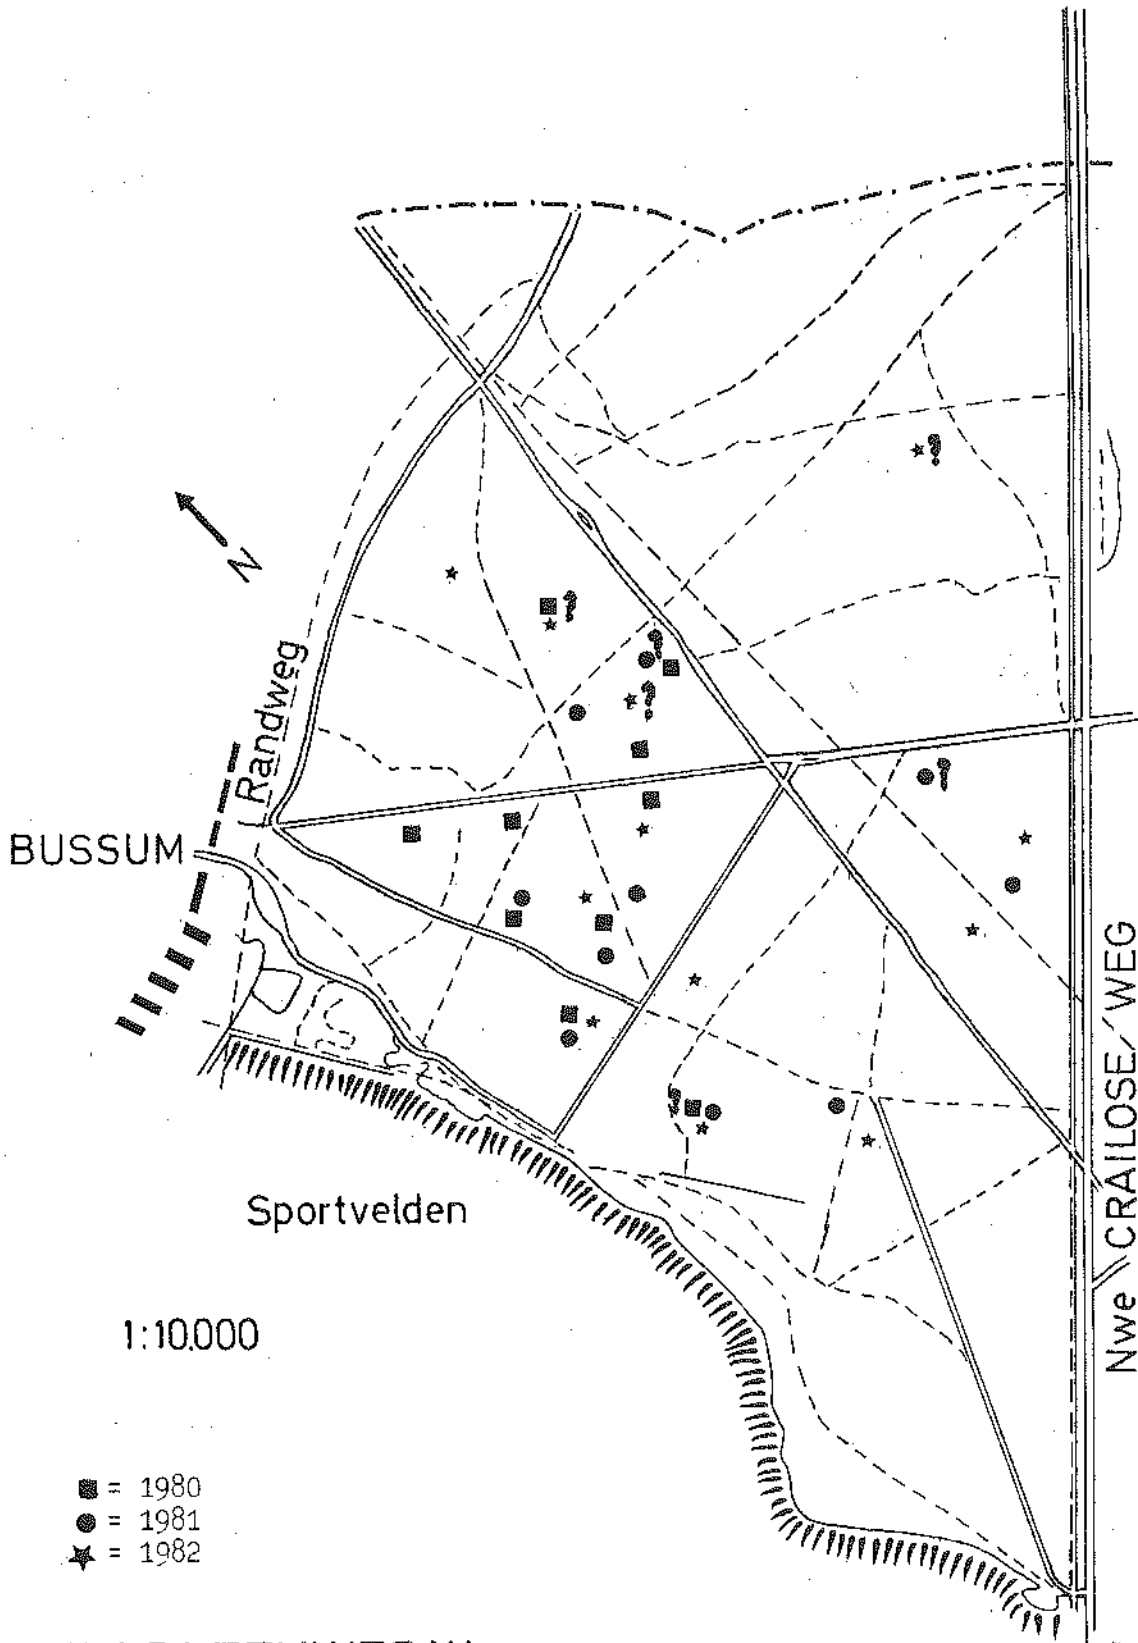 N
Randweg
BUSSUM
Nwe CRAILOSE/WEG
Sportvelden
1:10.000
■ = 1980
● = 1981
★ = 1982